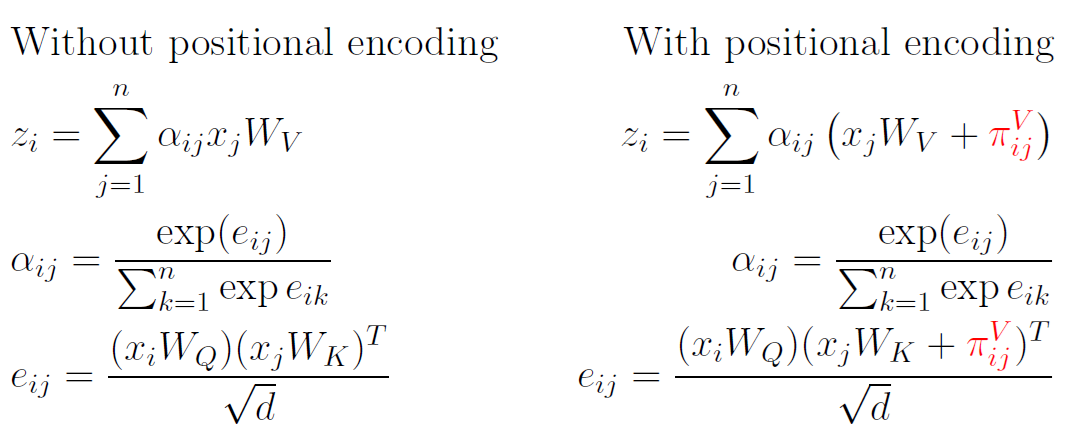 Without positional encoding
z_i = \sum_{j=1}^{n} \alpha_{ij} x_j W_V
\alpha_{ij} = \frac{\exp(e_{ij})}{\sum_{k=1}^{n} \exp e_{ik}}
e_{ij} = \frac{(x_i W_Q)(x_j W_K)^T}{\sqrt{d}}
With positional encoding
z_i = \sum_{j=1}^{n} \alpha_{ij} \left( x_j W_V + \pi_{ij}^V \right)
\alpha_{ij} = \frac{\exp(e_{ij})}{\sum_{k=1}^{n} \exp e_{ik}}
e_{ij} = \frac{(x_i W_Q)(x_j W_K + \pi_{ij}^V)^T}{\sqrt{d}}